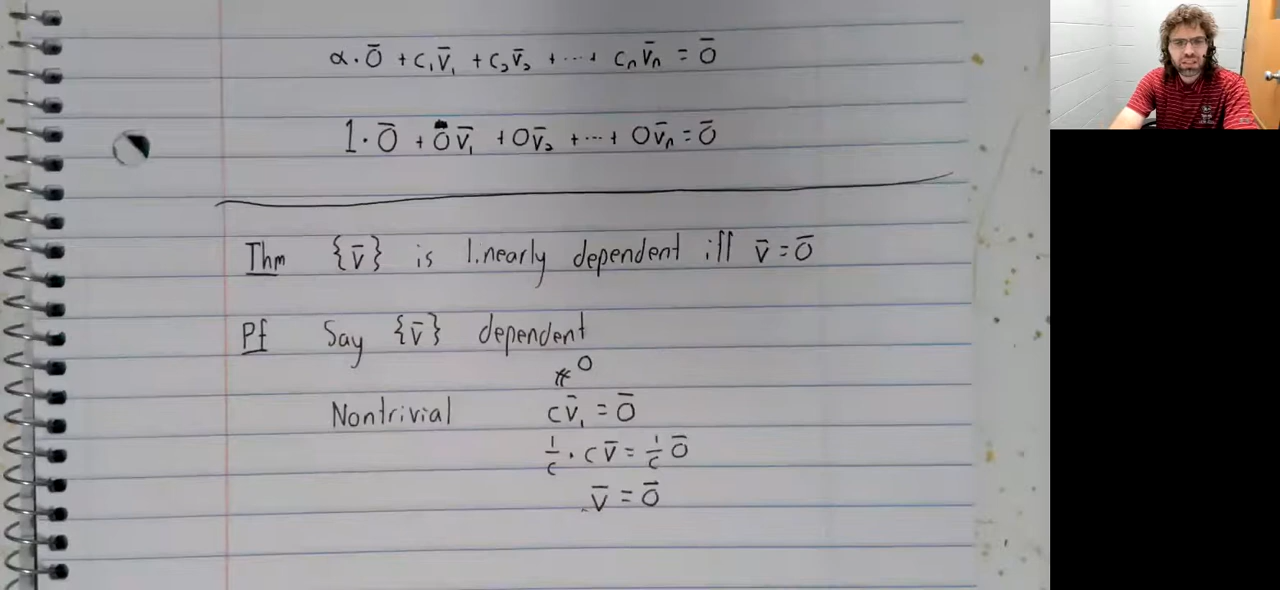 α · 0̄ + c₁v̄₁ + c₂v̄₂ + ··· + cₙv̄ₙ = 0̄
1 · 0̄ + 0v̄₁ + 0v̄₂ + ··· + 0v̄ₙ = 0̄
Thm {v̄} is linearly dependent iff v̄ = 0̄
Pf Say {v̄} dependent
≠ 0
Nontrivial cv̄₁ = 0̄
1/c · cv̄ = 1/c 0̄
v̄ = 0̄